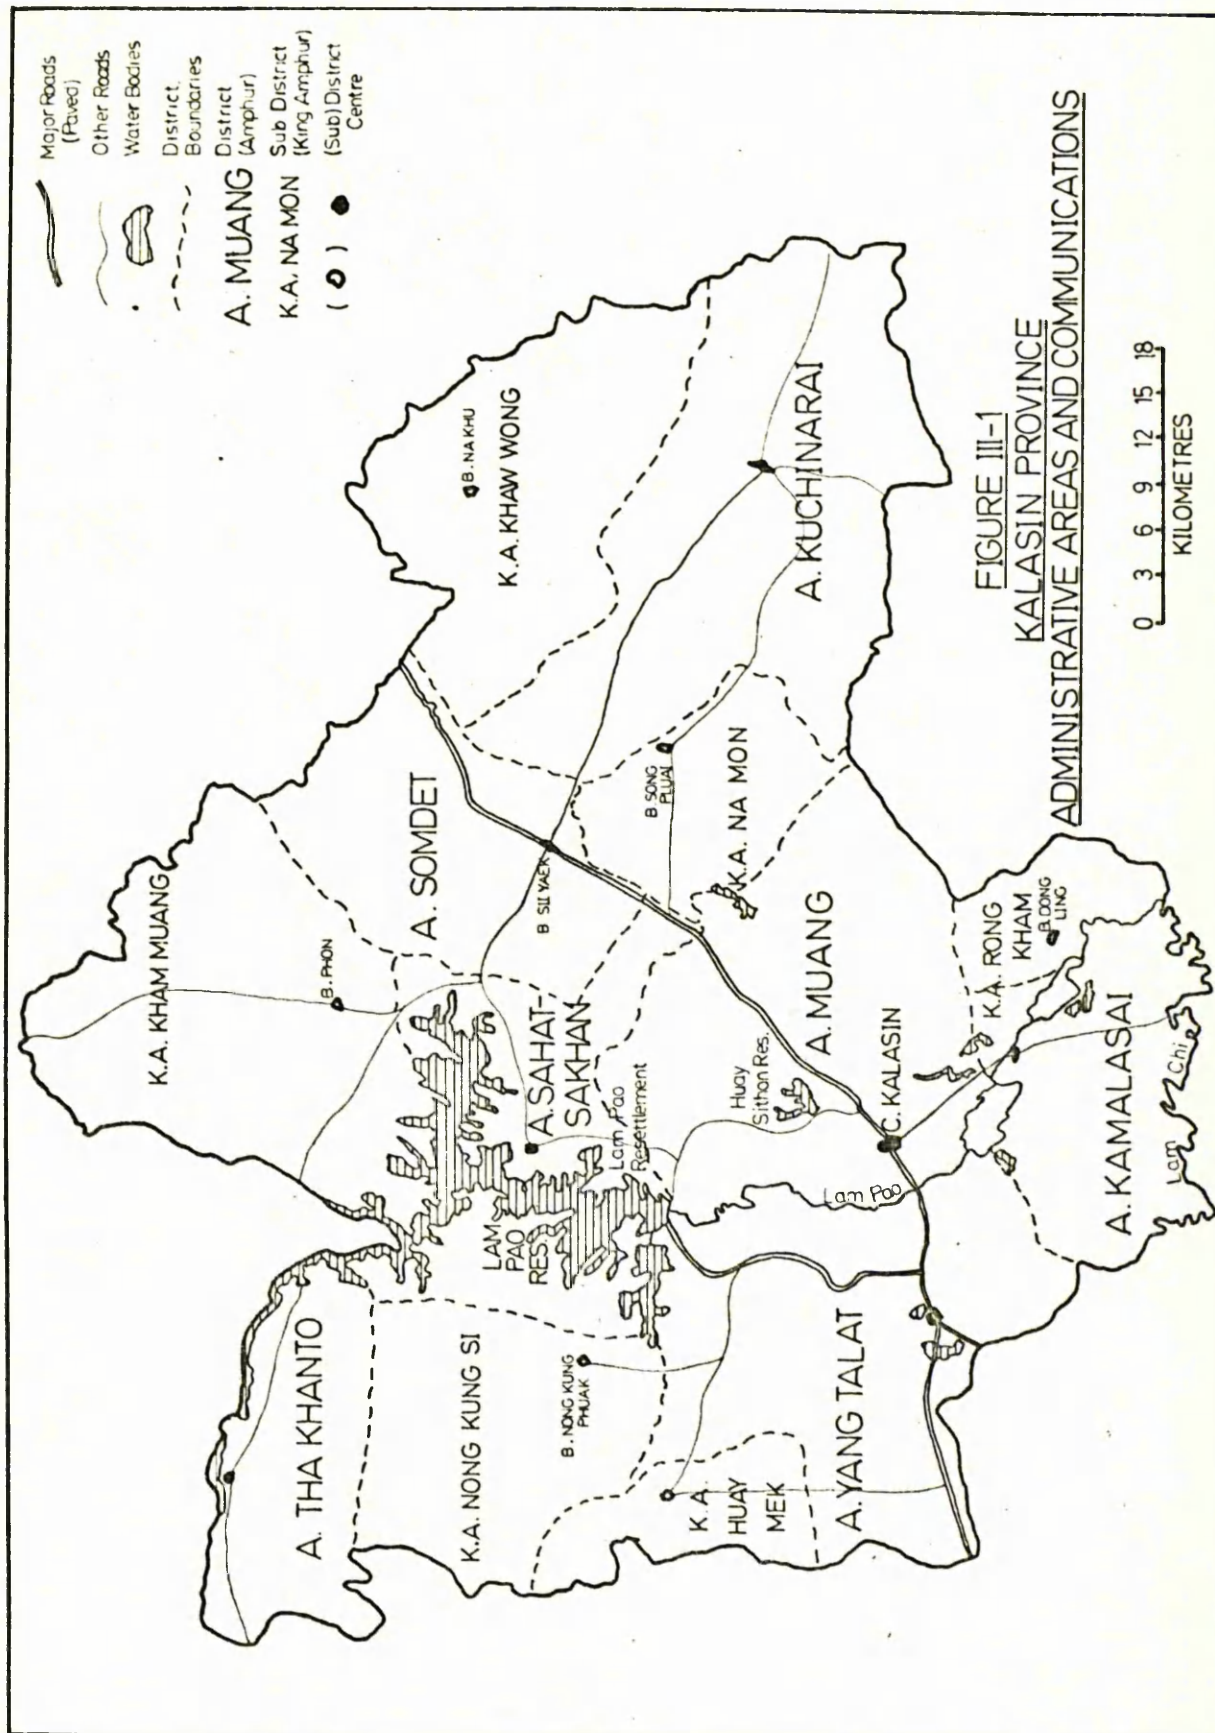 Major Roads
(Paved)
Other Roads
Water Bodies
District
Boundaries
A. MUANG
District
(Amphur)
K.A. NA MON
Sub District
(King Amphur)
(Sub) District
Centre
K.A. KHAM MUANG
B. PHON
A. SOMDET
B SII YAEK
K.A. KHAW WONG
B. NA KHU
A. THA KHANTO
K.A. NONG KUNG SI
B. NONG KUNG
PHUAK
LAM
PAO
RES.
A. SAHAT-
SAKHAN
Lam Pao
Resettlement
B. SONG
PLUAI
K.A. NA MON
A. KUCHINARAI
Huay
Sithon Res.
A. MUANG
C. KALASIN
Lam Pao
K.A.
HUAY
MEK
A. YANG TALAT
K.A. RONG
KHAM
B. DONG
LING
A. KAMALASAI
Lam Chi
FIGURE III-1
KALASIN PROVINCE
ADMINISTRATIVE AREAS AND COMMUNICATIONS
0 3 6 9 12 15 18
KILOMETRES